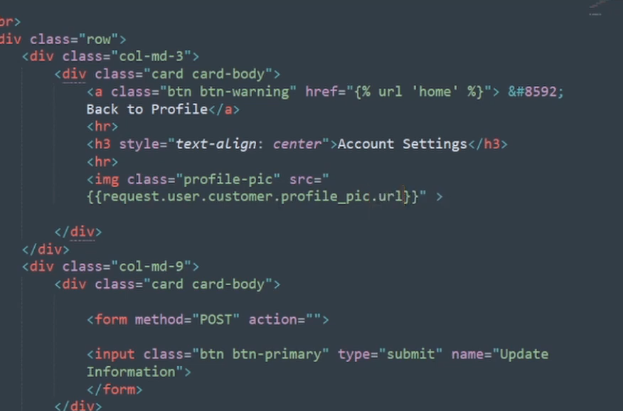 br>
div class="row">
<div class="col-md-3">
<div class="card card-body">
<a class="btn btn-warning" href="{% url 'home' %}"> &#8592;
Back to Profile</a>
<hr>
<h3 style="text-align: center">Account Settings</h3>
<hr>
<img class="profile-pic" src="
{{request.user.customer.profile_pic.url}}" >
</div>
</div>
<div class="col-md-9">
<div class="card card-body">
<form method="POST" action="">
<input class="btn btn-primary" type="submit" name="Update
Information">
</form>
</div>